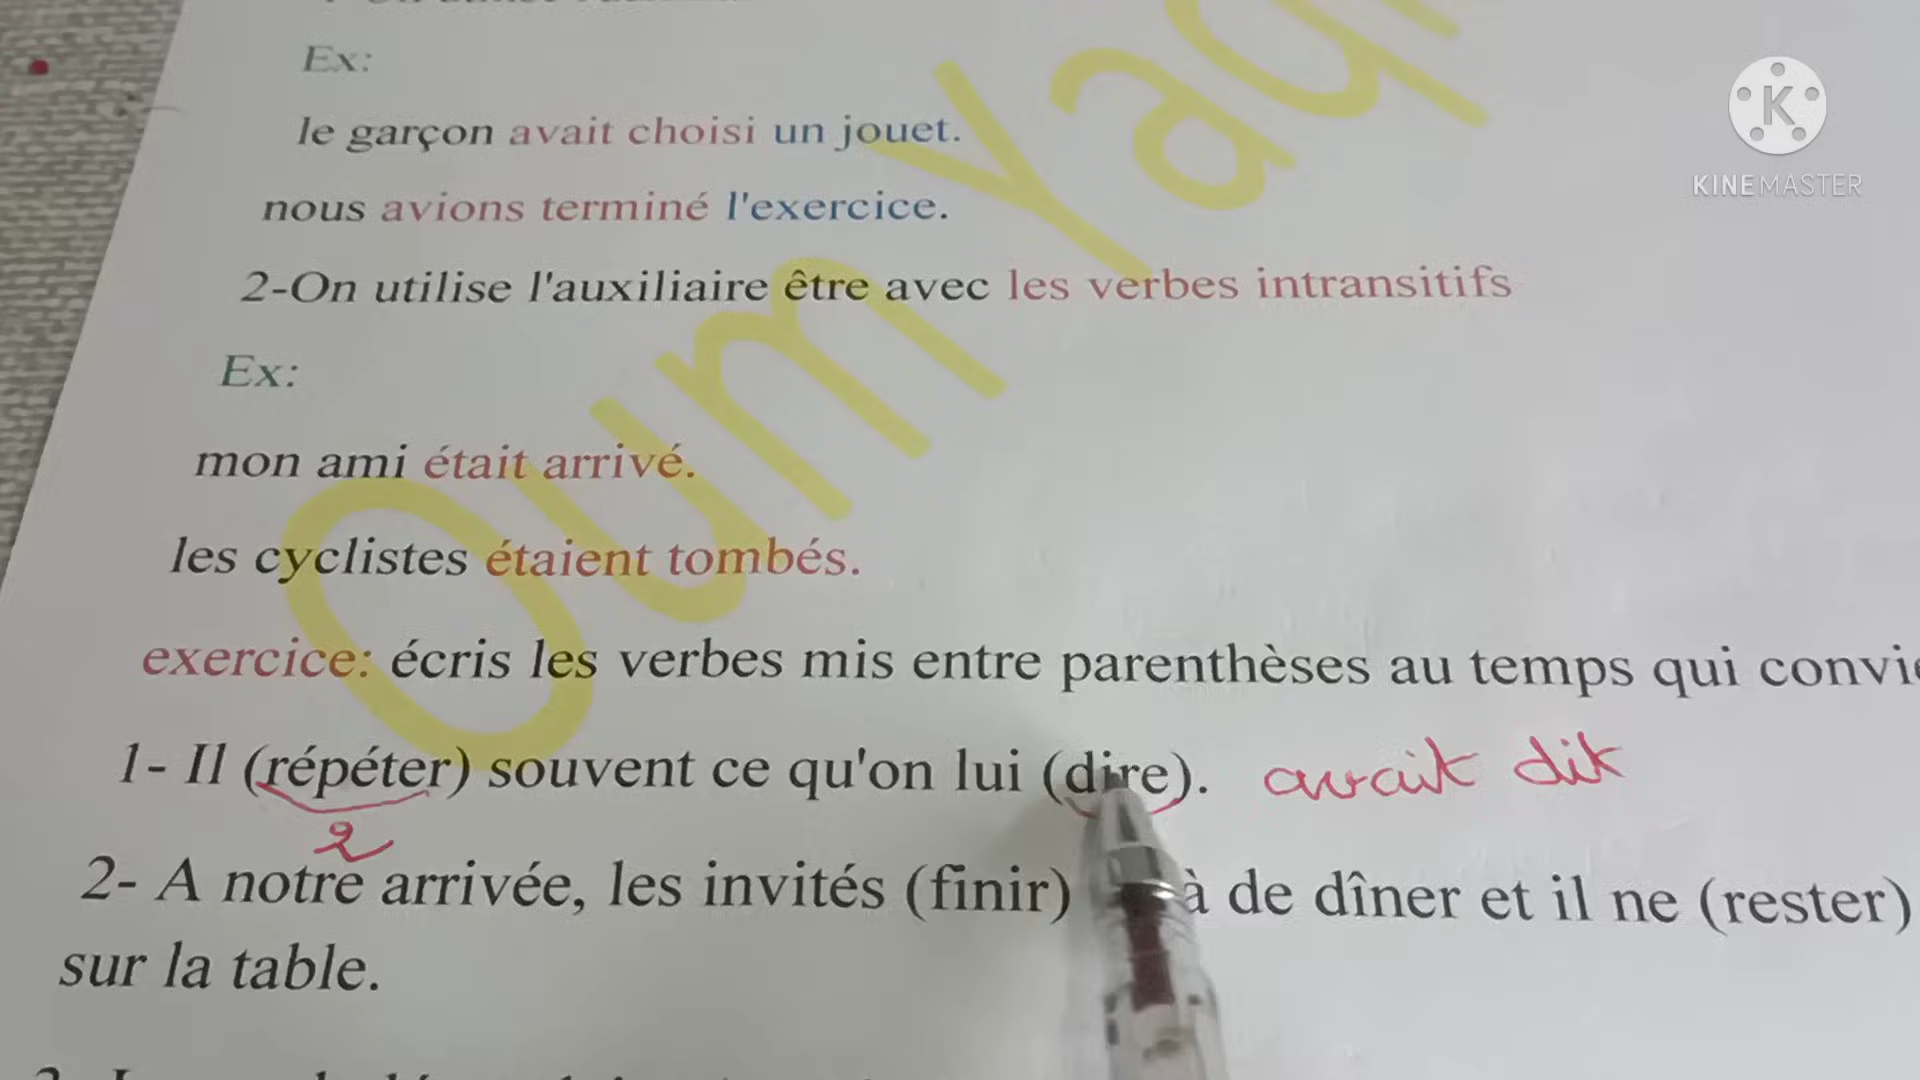 Ex:
le garçon avait choisi un jouet.
nous avions terminé l'exercice.
2-On utilise l'auxiliaire être avec les verbes intransitifs
Ex:
mon ami était arrivé.
les cyclistes étaient tombés.
exercice: écris les verbes mis entre parenthèses au temps qui convie
1- Il (répéter) souvent ce qu'on lui (dire). avait dit
2
2- A notre arrivée, les invités (finir) à de dîner et il ne (rester)
sur la table.
Oum Yaq
K
KINEMASTER